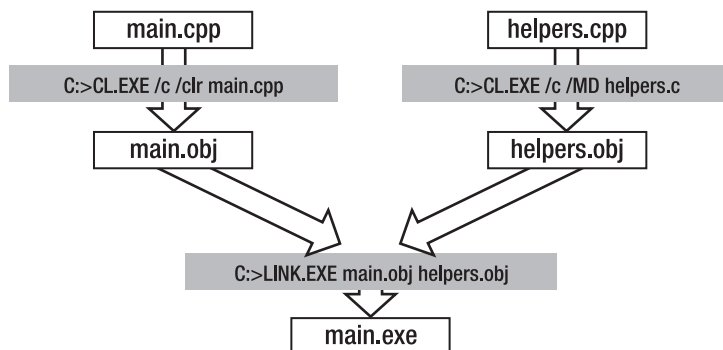 main.cpp
helpers.cpp
C:>CL.EXE /c /clr main.cpp
C:>CL.EXE /c /MD helpers.c
main.obj
helpers.obj
C:>LINK.EXE main.obj helpers.obj
main.exe